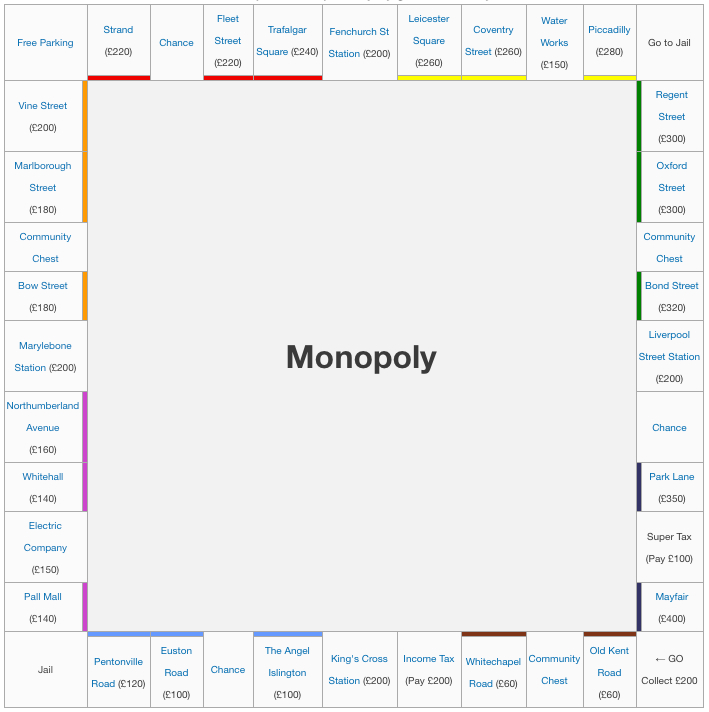 Free Parking
Strand
(£220)
Chance
Fleet
Street
(£220)
Trafalgar
Square (£240)
Fenchurch St
Station (£200)
Leicester
Square
(£260)
Coventry
Street (£260)
Water
Works
(£150)
Piccadilly
(£280)
Go to Jail
Vine Street
(£200)
Regent
Street
(£300)
Marlborough
Street
(£180)
Oxford
Street
(£300)
Community
Chest
Community
Chest
Bow Street
(£180)
Bond Street
(£320)
Marylebone
Station (£200)
Monopoly
Liverpool
Street Station
(£200)
Northumberland
Avenue
(£160)
Chance
Whitehall
(£140)
Park Lane
(£350)
Electric
Company
(£150)
Super Tax
(Pay £100)
Pall Mall
(£140)
Mayfair
(£400)
Jail
Pentonville
Road (£120)
Euston
Road
(£100)
Chance
The Angel
Islington
(£100)
King's Cross
Station (£200)
Income Tax
(Pay £200)
Whitechapel
Road (£60)
Community
Chest
Old Kent
Road
(£60)
← GO
Collect £200